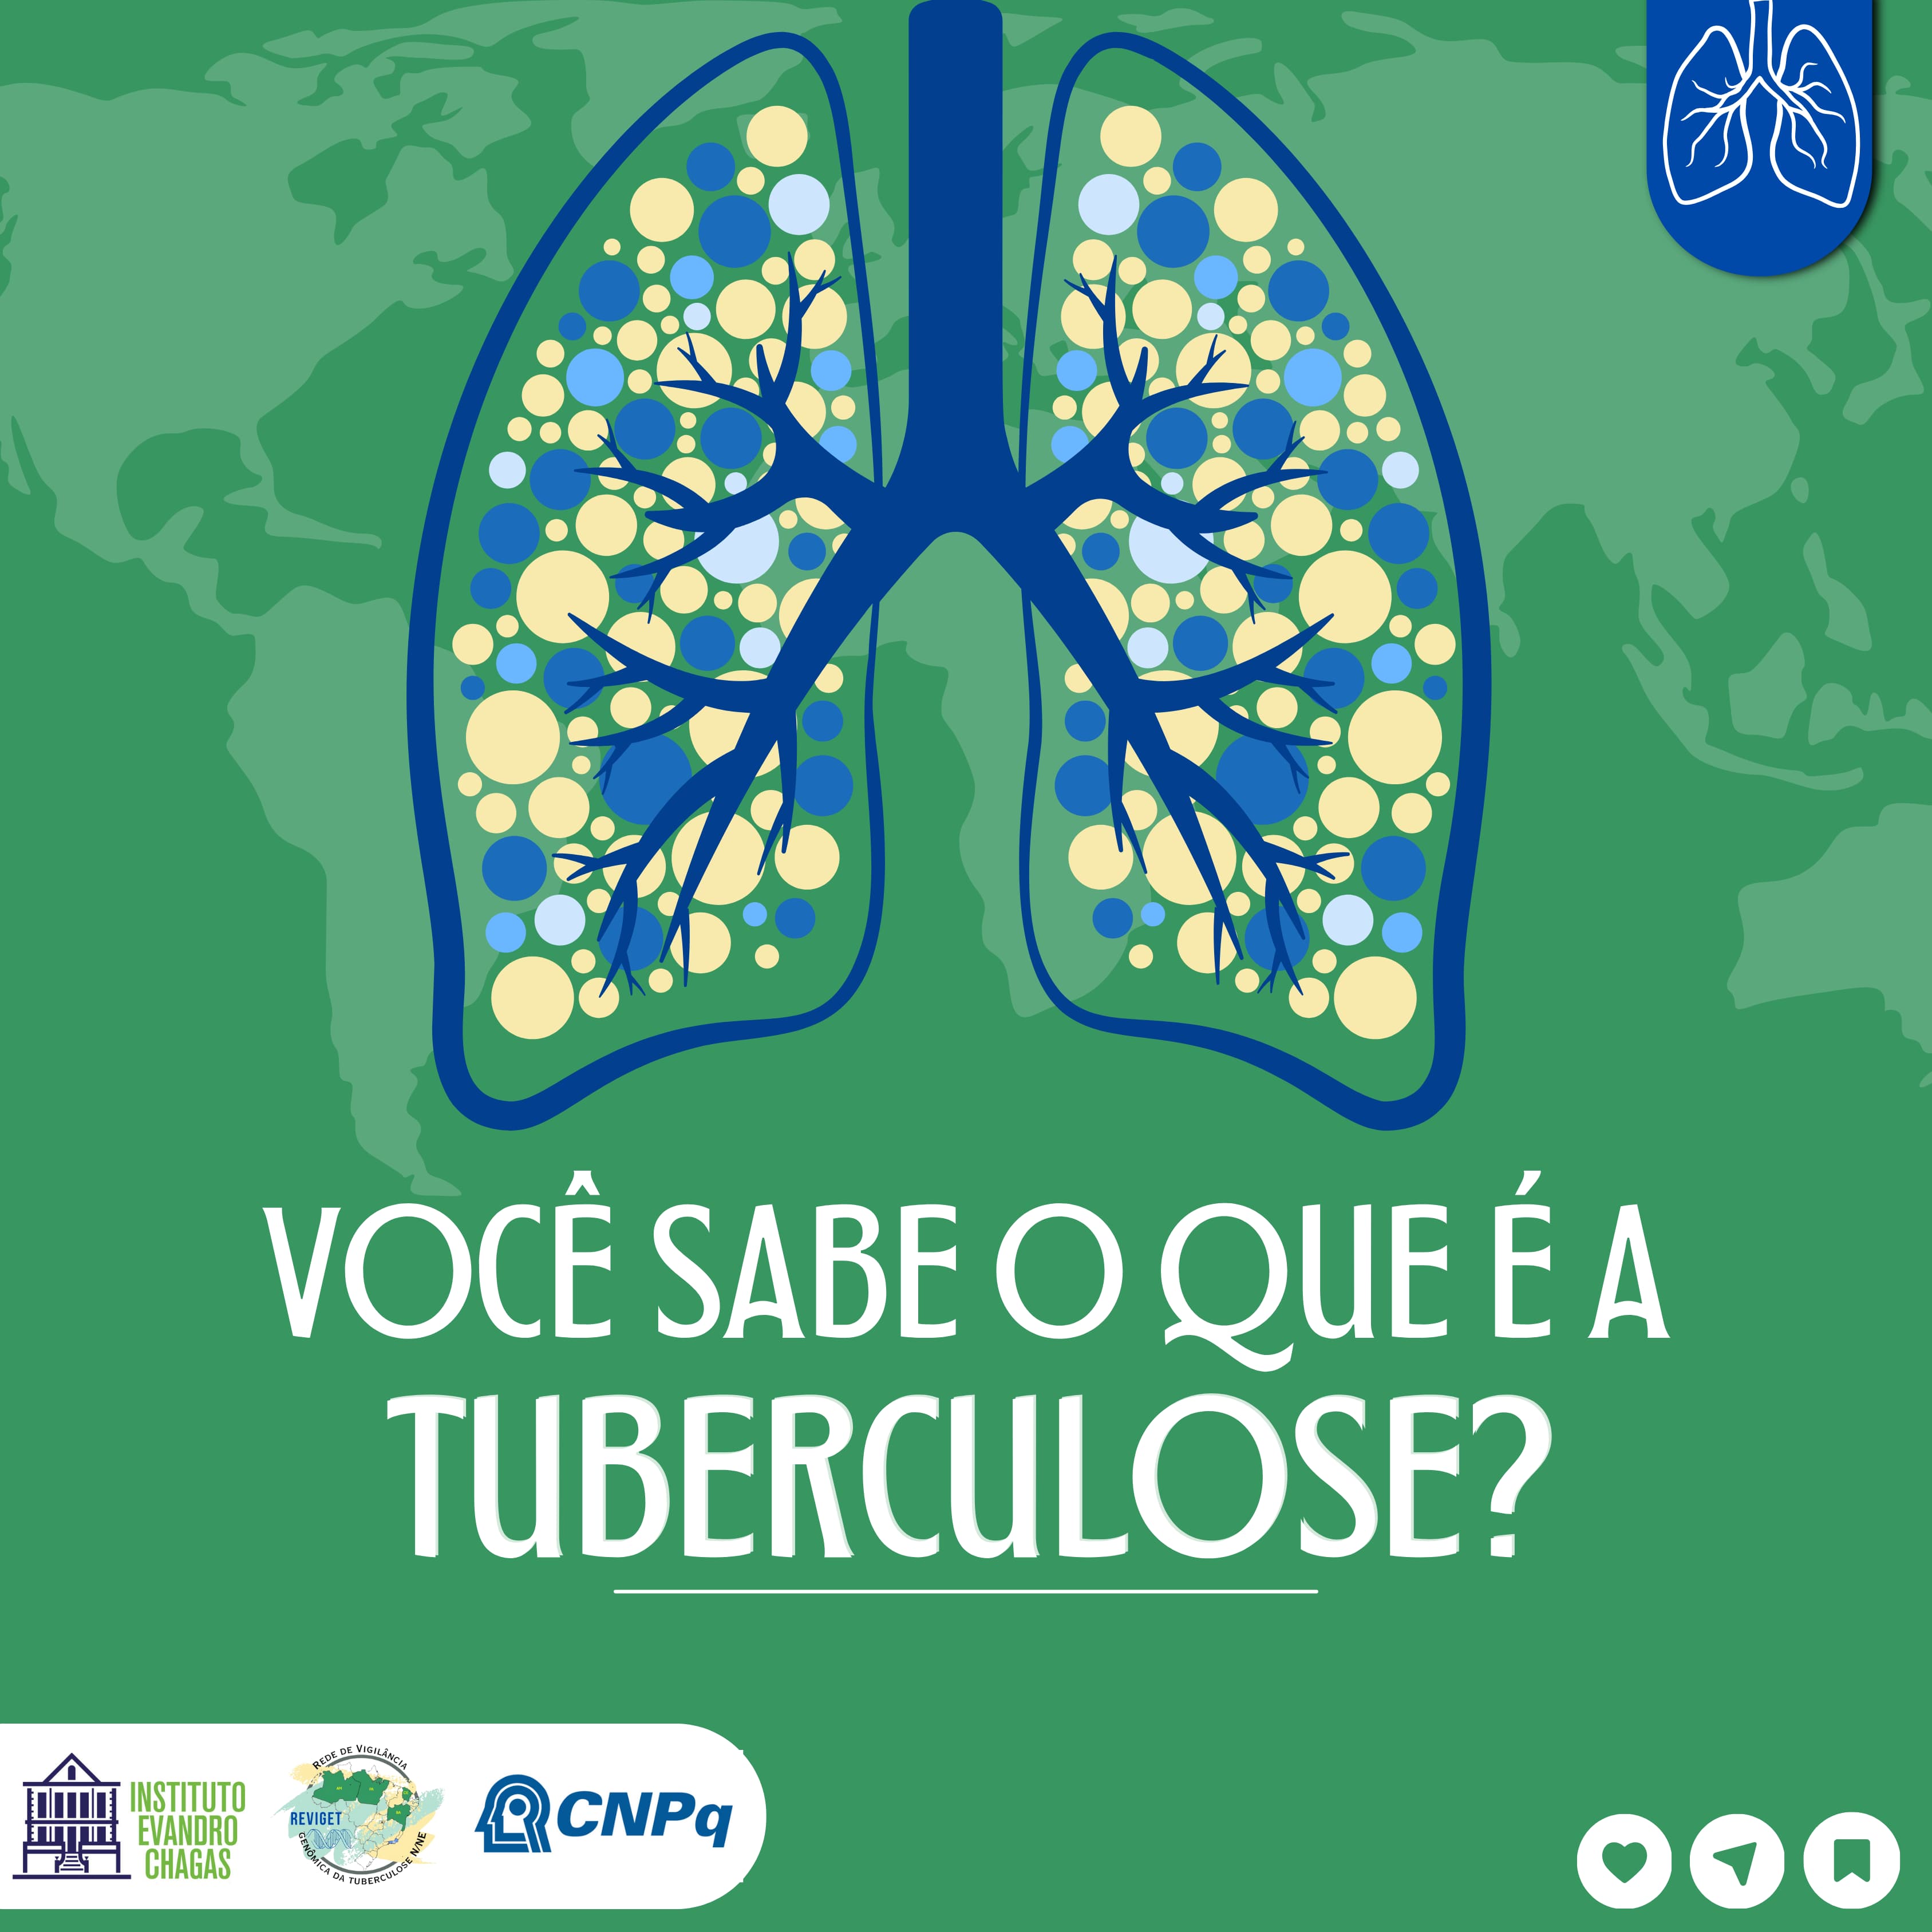 VOCÊ SABE O QUE É A
TUBERCULOSE?
INSTITUTO
EVANDRO
CHAGAS
REDE DE VIGILÂNCIA
REVIGET
GENÔMICA DA TUBERCULOSE N/NE
CNPq